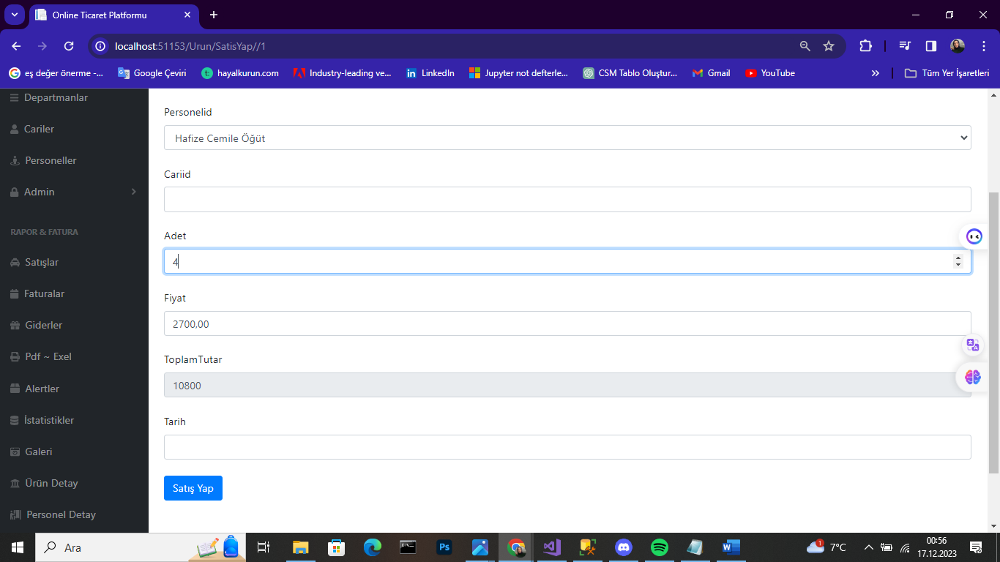 Online Ticaret Platformu
localhost:51153/Urun/SatisYap//1
eş değer önerme -...
Google Çeviri
hayalkurun.com
Industry-leading ve...
LinkedIn
Jupyter not defterle...
CSM Tablo Oluştur...
Gmail
YouTube
Tüm Yer İşaretleri
Departmanlar
Cariler
Personeller
Admin
RAPOR & FATURA
Satışlar
Faturalar
Giderler
Pdf ~ Exel
Alertler
İstatistikler
Galeri
Ürün Detay
Personel Detay
Personelid
Hafize Cemile Öğüt
Cariid
Adet
4
Fiyat
2700,00
ToplamTutar
10800
Tarih
Satış Yap
Ara
7°C
00:56
17.12.2023